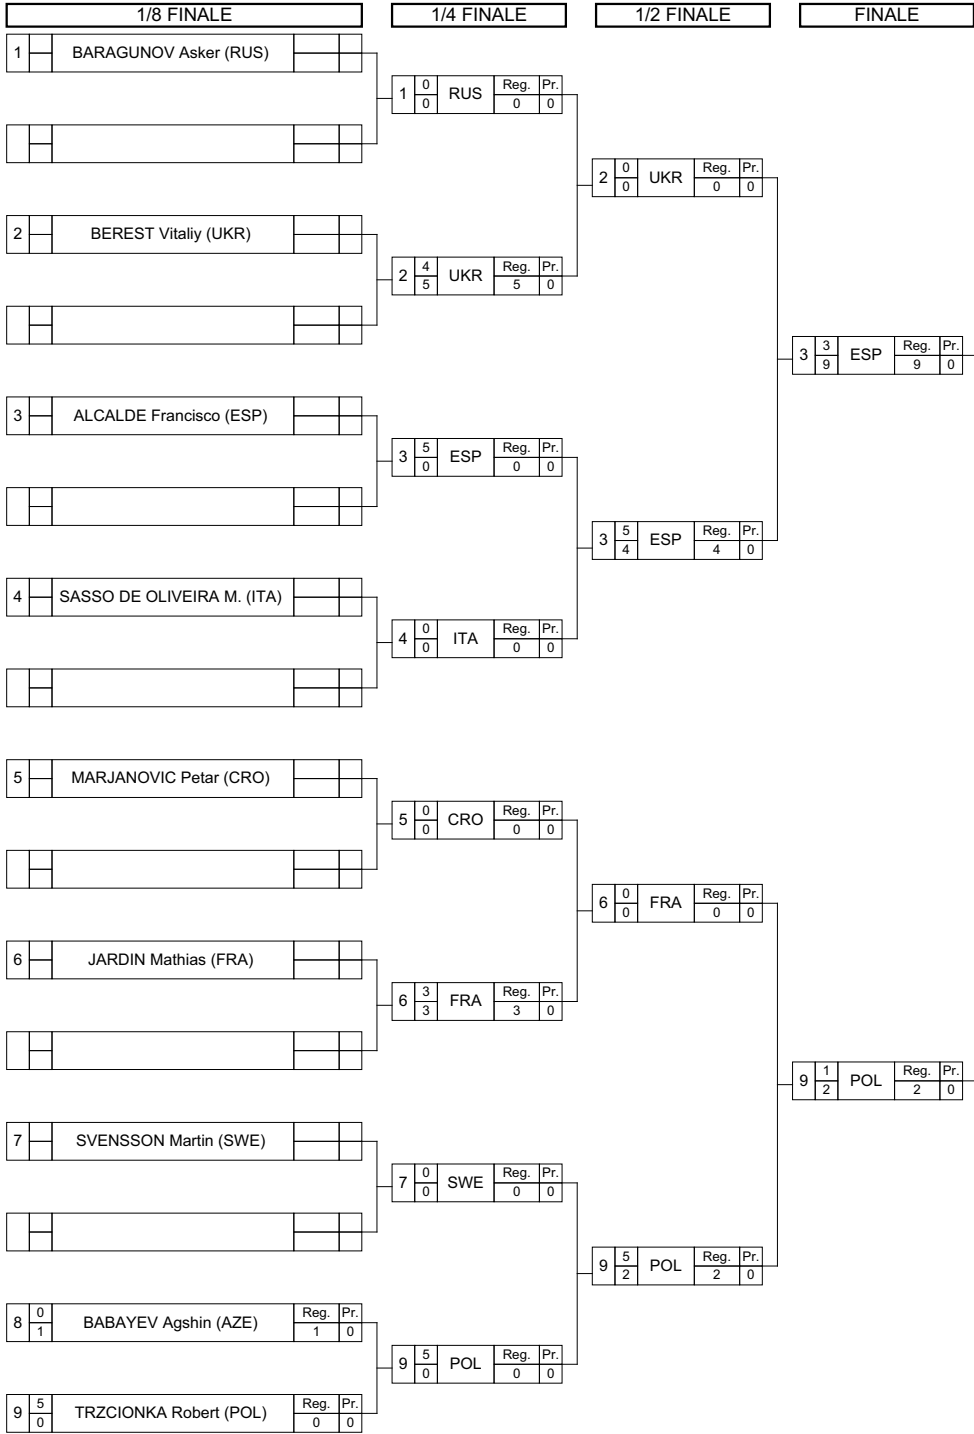 1/8 FINALE 1/4 FINALE 1/2 FINALE FINALE
1 BARAGUNOV Asker (RUS)
1 0 0 RUS Reg. Pr. 0 0
2 0 0 UKR Reg. Pr. 0 0
2 BEREST Vitaliy (UKR)
2 4 5 UKR Reg. Pr. 5 0
3 3 9 ESP Reg. Pr. 9 0
3 ALCALDE Francisco (ESP)
3 5 0 ESP Reg. Pr. 0 0
3 5 4 ESP Reg. Pr. 4 0
4 SASSO DE OLIVEIRA M. (ITA)
4 0 0 ITA Reg. Pr. 0 0
5 MARJANOVIC Petar (CRO)
5 0 0 CRO Reg. Pr. 0 0
6 0 0 FRA Reg. Pr. 0 0
6 JARDIN Mathias (FRA)
6 3 3 FRA Reg. Pr. 3 0
9 1 2 POL Reg. Pr. 2 0
7 SVENSSON Martin (SWE)
7 0 0 SWE Reg. Pr. 0 0
9 5 2 POL Reg. Pr. 2 0
8 0 1 BABAYEV Agshin (AZE) Reg. Pr. 1 0
9 5 0 POL Reg. Pr. 0 0
9 5 0 TRZCIONKA Robert (POL) Reg. Pr. 0 0